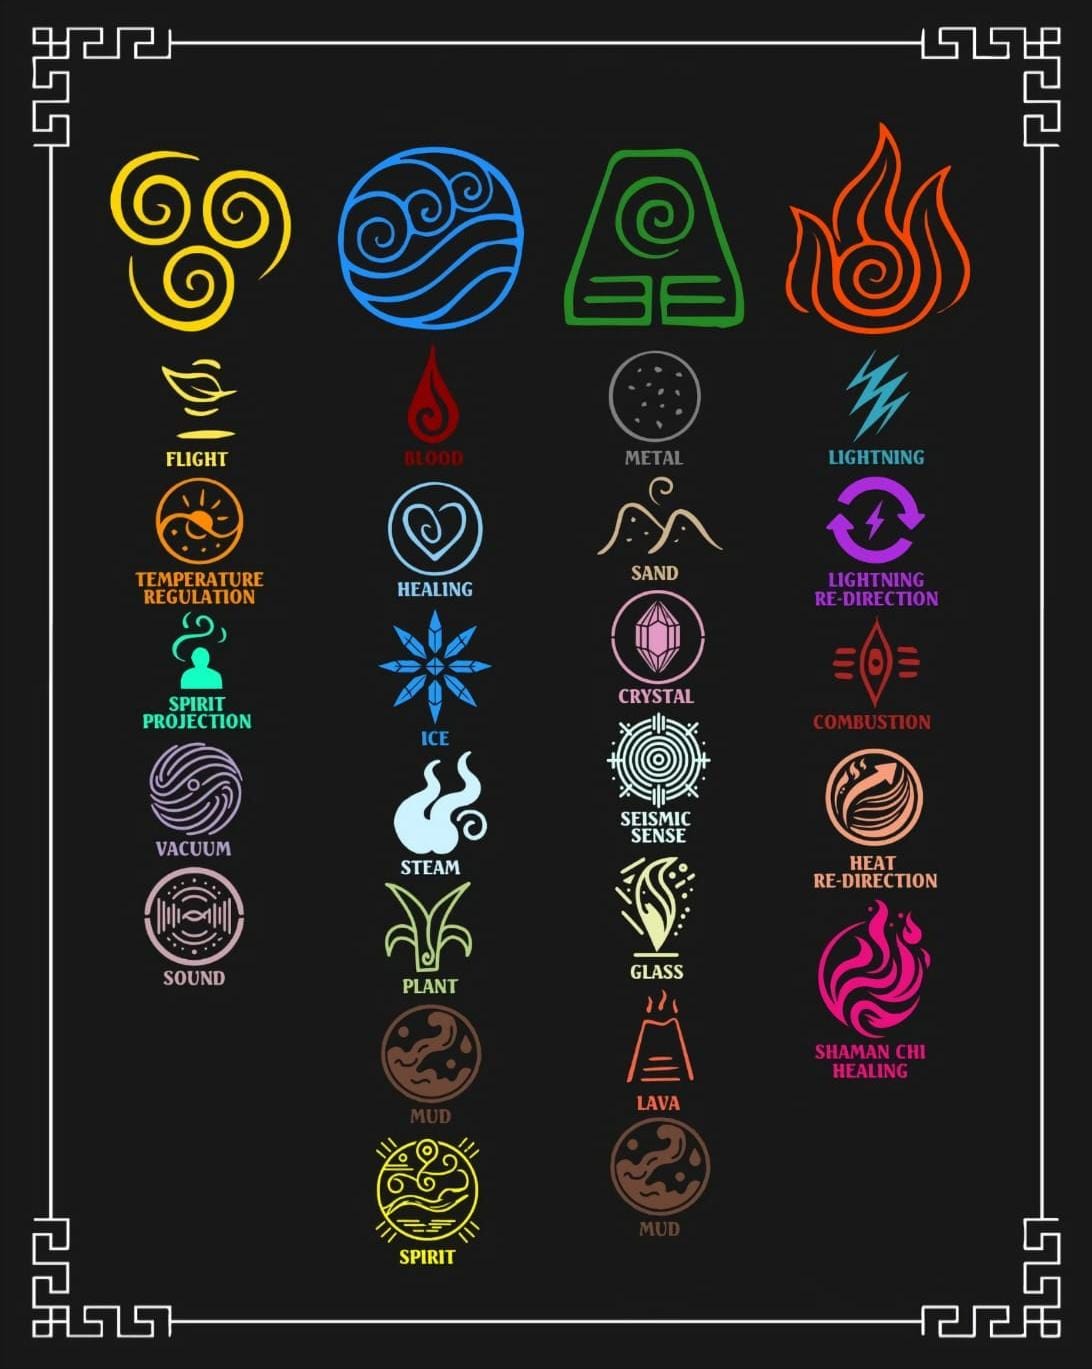 FLIGHT
TEMPERATURE
REGULATION
SPIRIT
PROJECTION
VACUUM
SOUND
BLOOD
HEALING
ICE
STEAM
PLANT
MUD
SPIRIT
METAL
SAND
CRYSTAL
SEISMIC
SENSE
GLASS
LAVA
MUD
LIGHTNING
LIGHTNING
RE-DIRECTION
COMBUSTION
HEAT
RE-DIRECTION
SHAMAN CHI
HEALING